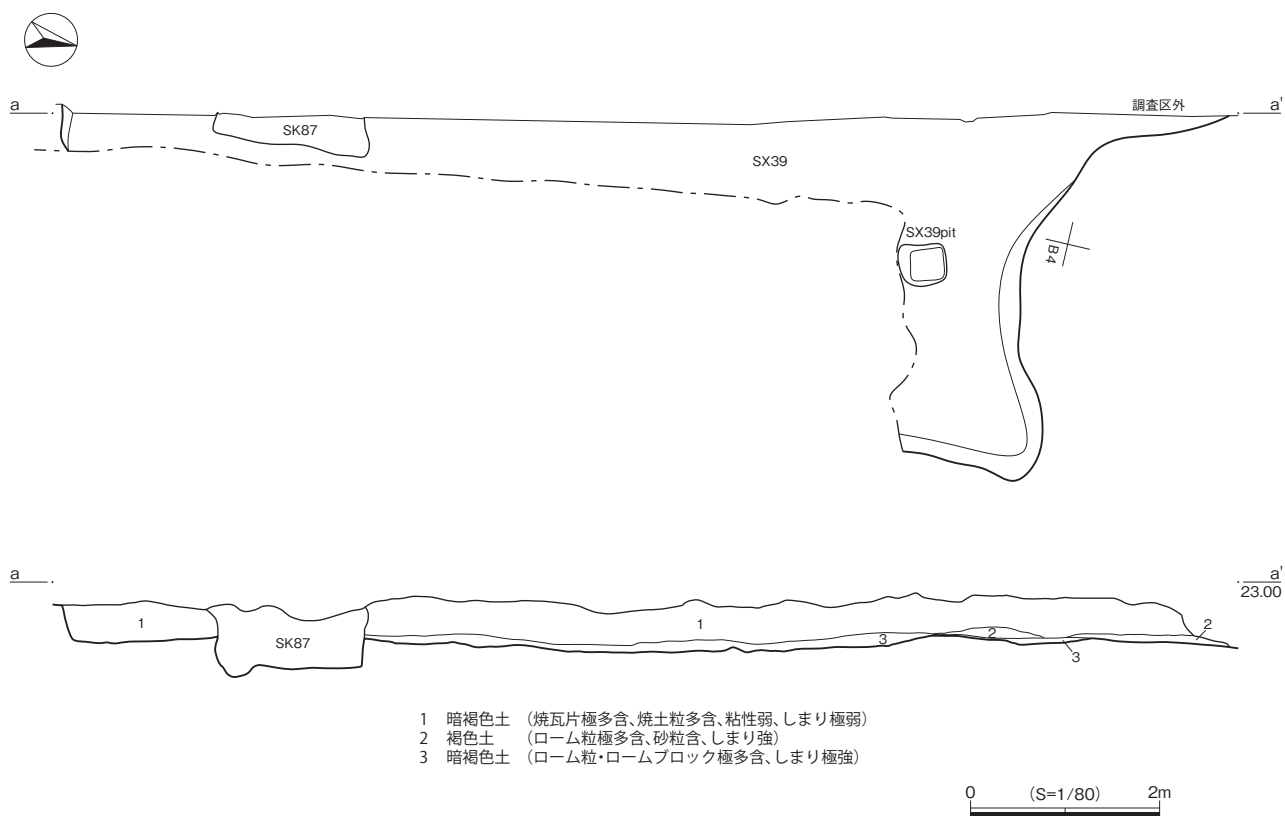 a
調査区外
a'
SK87
SX39
SX39pit
B4
a
a'
23.00
1
1
2
2
3
3
SK87
1 暗褐色土 (焼瓦片極多含、焼土粒多含、粘性弱、しまり極弱)
2 褐色土 (ローム粒極多含、砂粒含、しまり強)
3 暗褐色土 (ローム粒・ロームブロック極多含、しまり極強)
0 (S=1/80) 2m